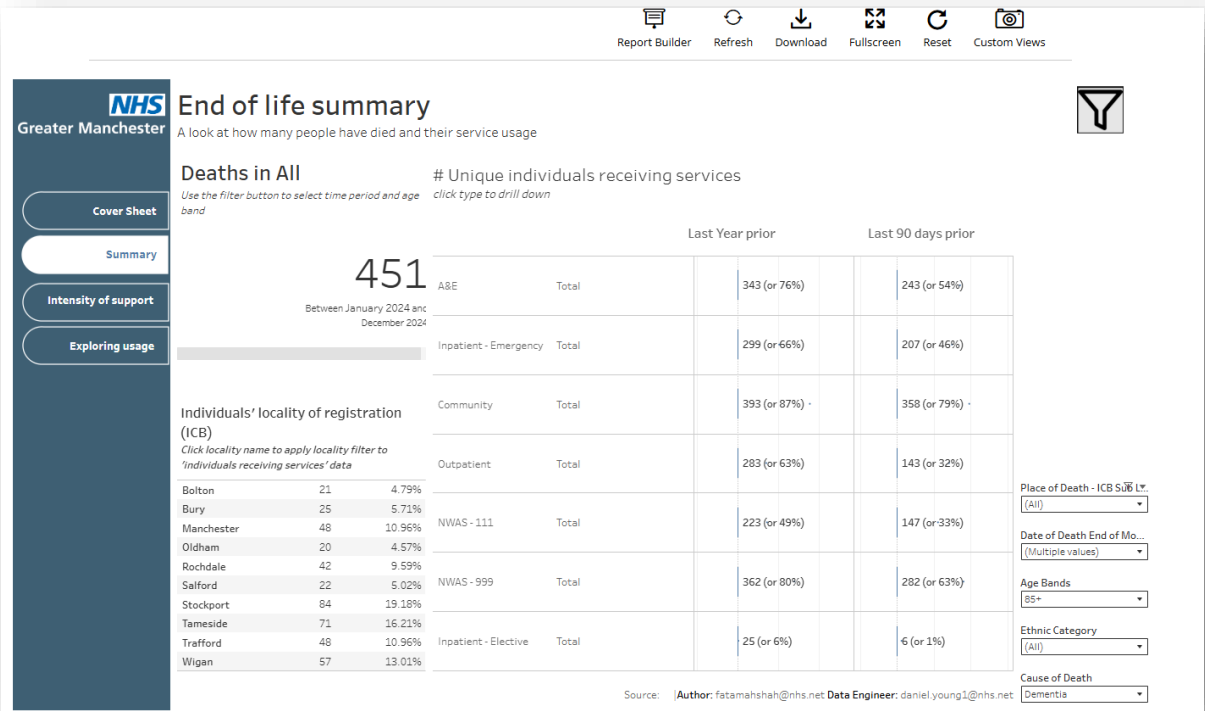 Report Builder
Refresh
Download
Fullscreen
Reset
Custom Views
NHS
Greater Manchester
Cover Sheet
Summary
Intensity of support
Exploring usage
End of life summary
A look at how many people have died and their service usage
Deaths in All
Use the filter button to select time period and age
band
451
Between January 2024 and
December 2024
Individuals' locality of registration
(ICB)
Click locality name to apply locality filter to
'individuals receiving services' data
Bolton 21 4.79%
Bury 25 5.71%
Manchester 48 10.96%
Oldham 20 4.57%
Rochdale 42 9.59%
Salford 22 5.02%
Stockport 84 19.18%
Tameside 71 16.21%
Trafford 48 10.96%
Wigan 57 13.01%
# Unique individuals receiving services
click type to drill down
Last Year prior Last 90 days prior
A&E Total 343 (or 76%) 243 (or 54%)
Inpatient - Emergency Total 299 (or 66%) 207 (or 46%)
Community Total 393 (or 87%) 358 (or 79%)
Outpatient Total 283 (or 63%) 143 (or 32%)
NWAS - 111 Total 223 (or 49%) 147 (or 33%)
NWAS - 999 Total 362 (or 80%) 282 (or 63%)
Inpatient - Elective Total 25 (or 6%) 6 (or 1%)
Place of Death - ICB Sub L...
(All)
Date of Death End of Mo...
(Multiple values)
Age Bands
85+
Ethnic Category
(All)
Cause of Death
Dementia
Source: |Author: fatamahshah@nhs.net Data Engineer: daniel.young1@nhs.net